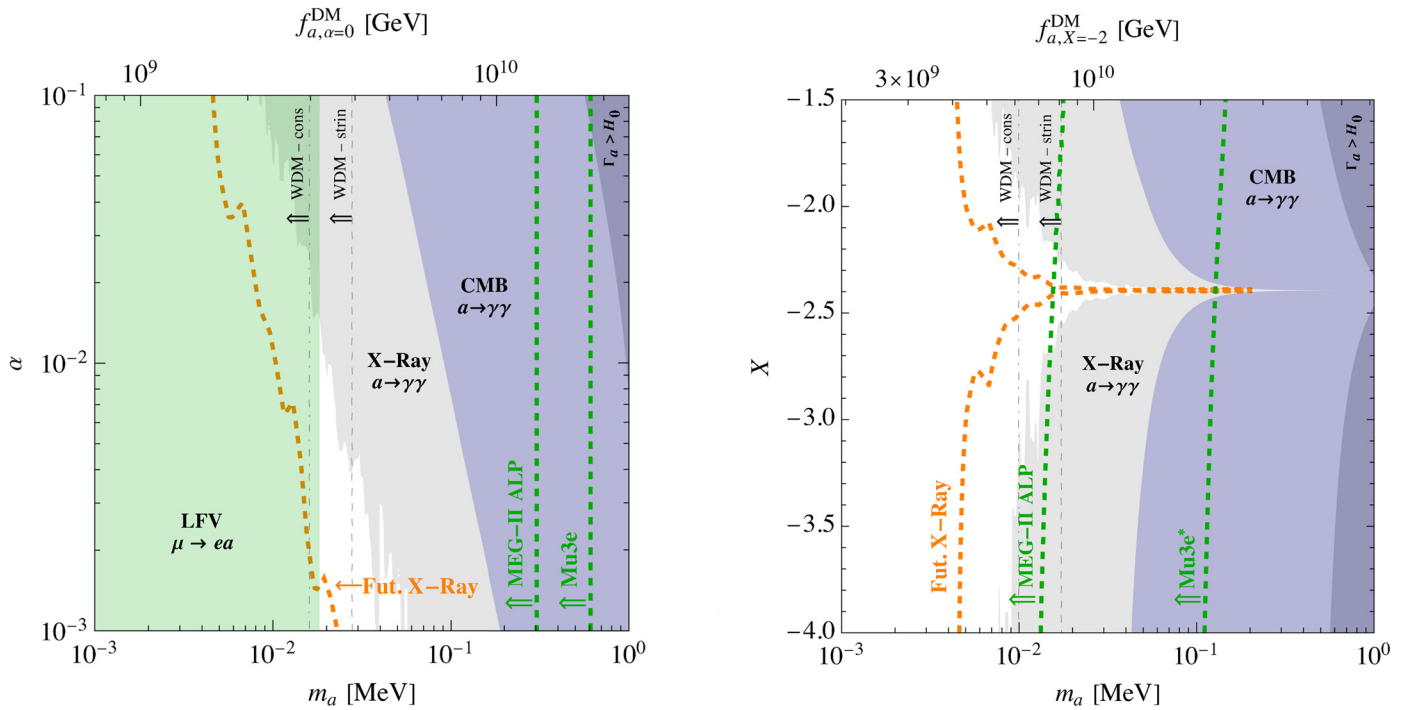 f_{a,α=0}^{DM} [GeV]
10^9
10^10
10^-1
10^-2
10^-3
α
WDM – cons
WDM – strin
Γ_a > H_0
CMB
a→γγ
X–Ray
a→γγ
LFV
μ → ea
MEG–II ALP
Mu3e
←Fut. X–Ray
10^-3
10^-2
10^-1
10^0
m_a [MeV]
f_{a,X=−2}^{DM} [GeV]
3×10^9
10^10
−1.5
−2.0
−2.5
−3.0
−3.5
−4.0
X
WDM – cons
WDM – strin
Γ_a > H_0
CMB
a→γγ
X–Ray
a→γγ
Fut. X–Ray
MEG–II ALP
Mu3e*
10^-3
10^-2
10^-1
10^0
m_a [MeV]